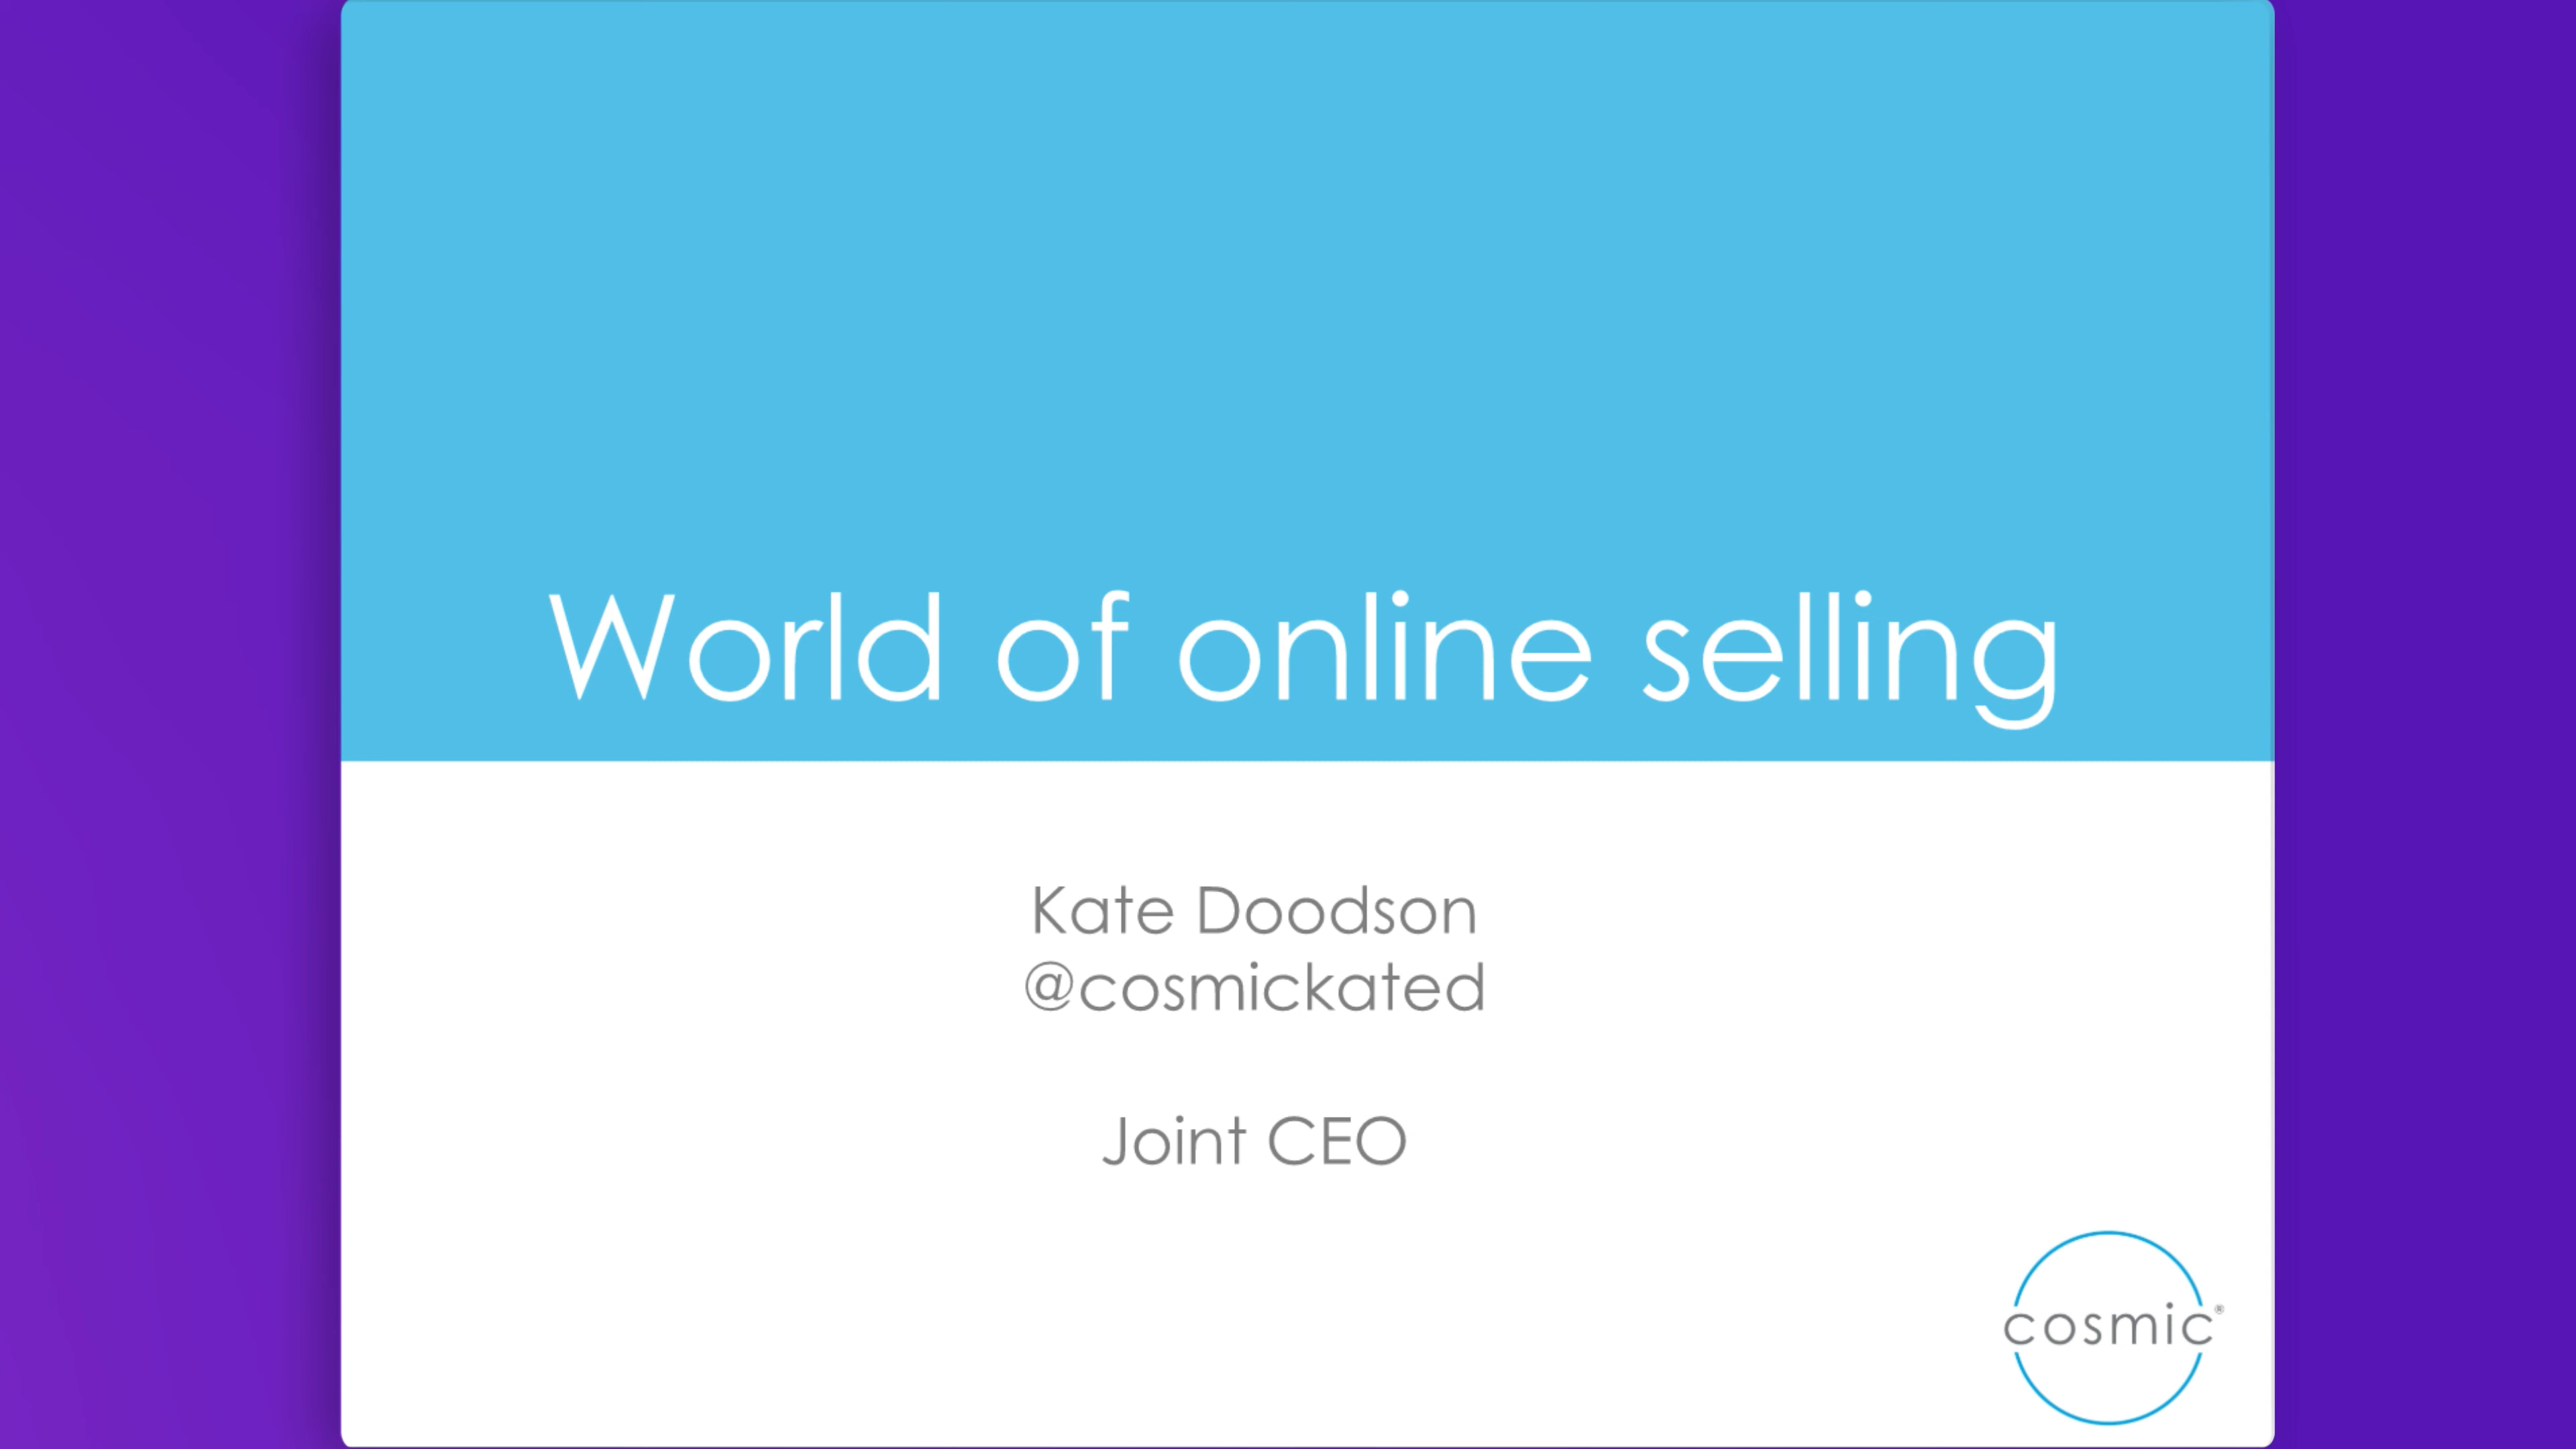 World of online selling
Kate Doodson
@cosmickated
Joint CEO
cosmic®